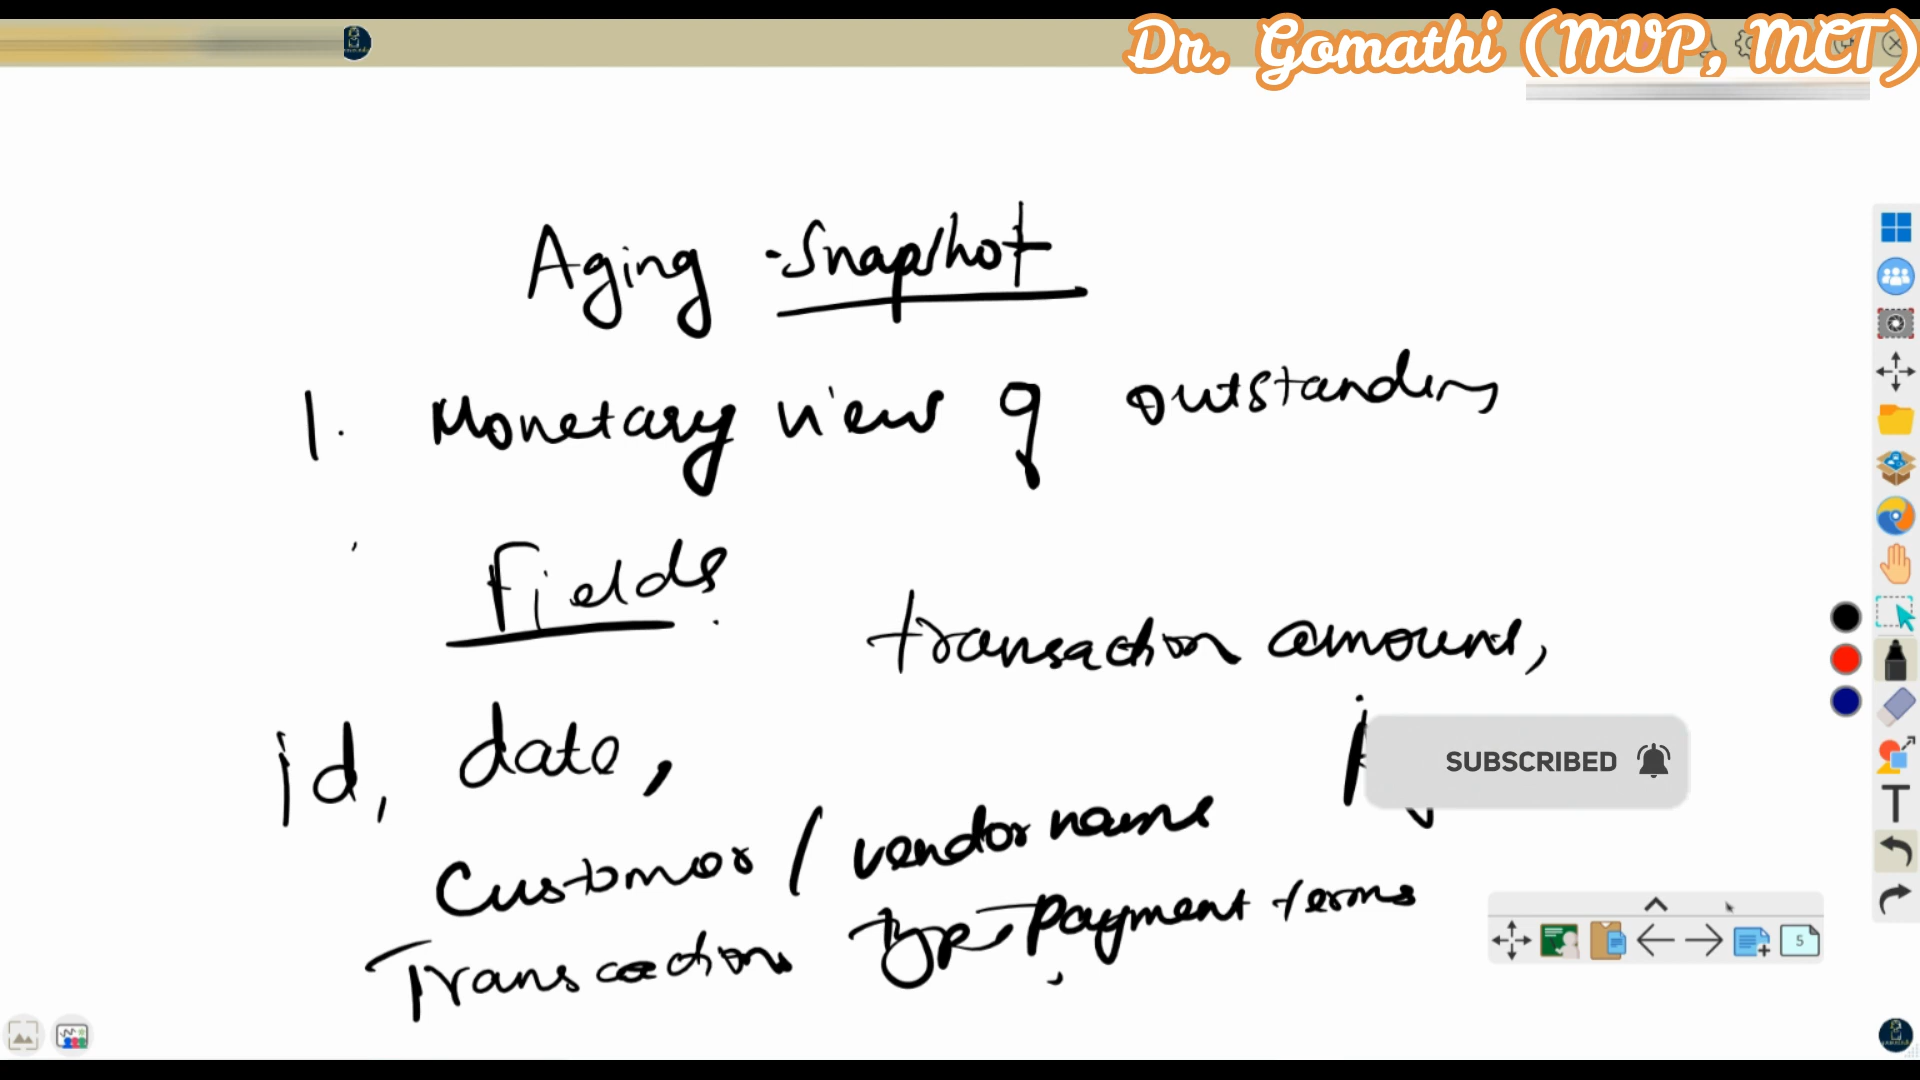 Dr. Gomathi (MVP, MCT)
Aging - Snapshot
1. Monetary view of outstanding
Fields
transaction amount,
id, date,
SUBSCRIBED
Customer / vendor name
Transaction type, payment terms
5
T